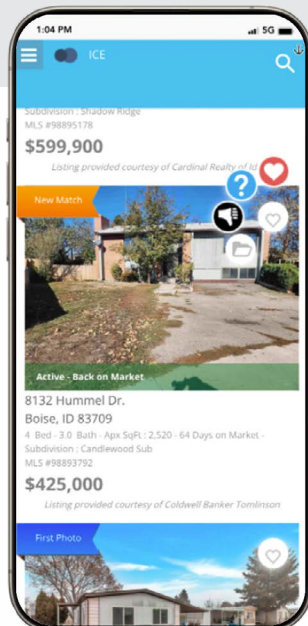 1:04 PM
5G
ICE
Subdivision : Shadow Ridge
MLS #98895178
$599,900
Listing provided courtesy of Cardinal Realty of Id
New Match
?
Active - Back on Market
8132 Hummel Dr.
Boise, ID 83709
4 Bed - 3.0 Bath - Apx SqFt : 2,520 - 64 Days on Market -
Subdivision : Candlewood Sub
MLS #98893792
$425,000
Listing provided courtesy of Coldwell Banker Tomlinson
First Photo